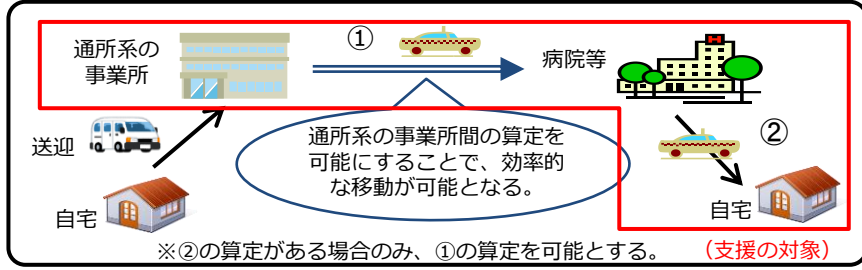 通所系の
事業所
①
病院等
送迎
通所系の事業所間の算定を
可能にすることで、効率的
な移動が可能となる。
②
自宅
自宅
※②の算定がある場合のみ、①の算定を可能とする。
（支援の対象）